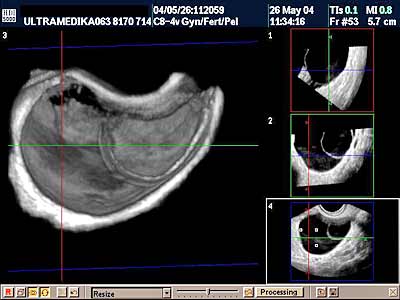 04/05/26:112059 26 May 04 TIs 0.1 MI 0.8
ULTRAMEDIKA063 8170 714 C8-4v Gyn/Fert/Pel 11:34:16 Fr #53 5.7 cm
3
1
2
4
R
Resize
Processing